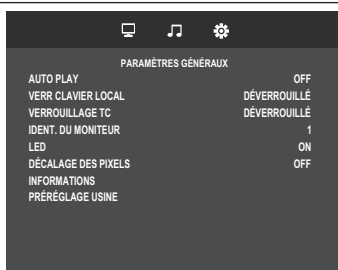 PARAMÈTRES GÉNÉRAUX
AUTO PLAY OFF
VERR CLAVIER LOCAL DÉVERROUILLÉ
VERROUILLAGE TC DÉVERROUILLÉ
IDENT. DU MONITEUR 1
LED ON
DÉCALAGE DES PIXELS OFF
INFORMATIONS
PRÉRÉGLAGE USINE